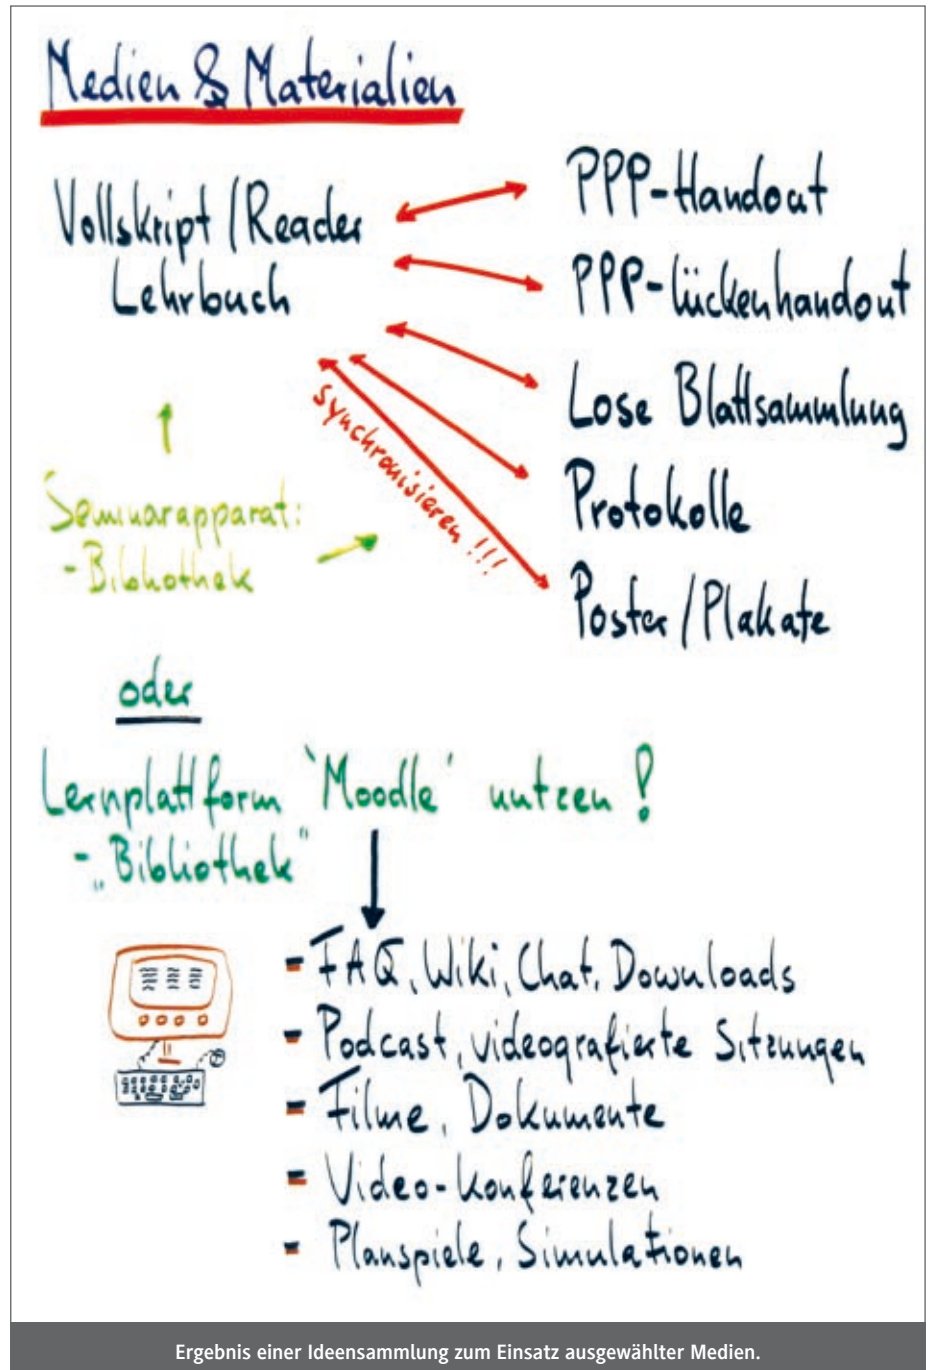 Medien & Materialien
Vollskript / Reader
Lehrbuch
PPP-Handout
PPP-lückenhandout
Lose Blattsammlung
Protokolle
Poster / Plakate
Synchronisieren !!!
Seminarapparat:
- Bibliothek
oder
Lernplattform 'Moodle' nutzen !
- „Bibliothek"
- FAQ, Wiki, Chat, Downloads
- Podcast, videografierte Sitzungen
- Filme, Dokumente
- Video-Konferenzen
- Planspiele, Simulationen
Ergebnis einer Ideensammlung zum Einsatz ausgewählter Medien.